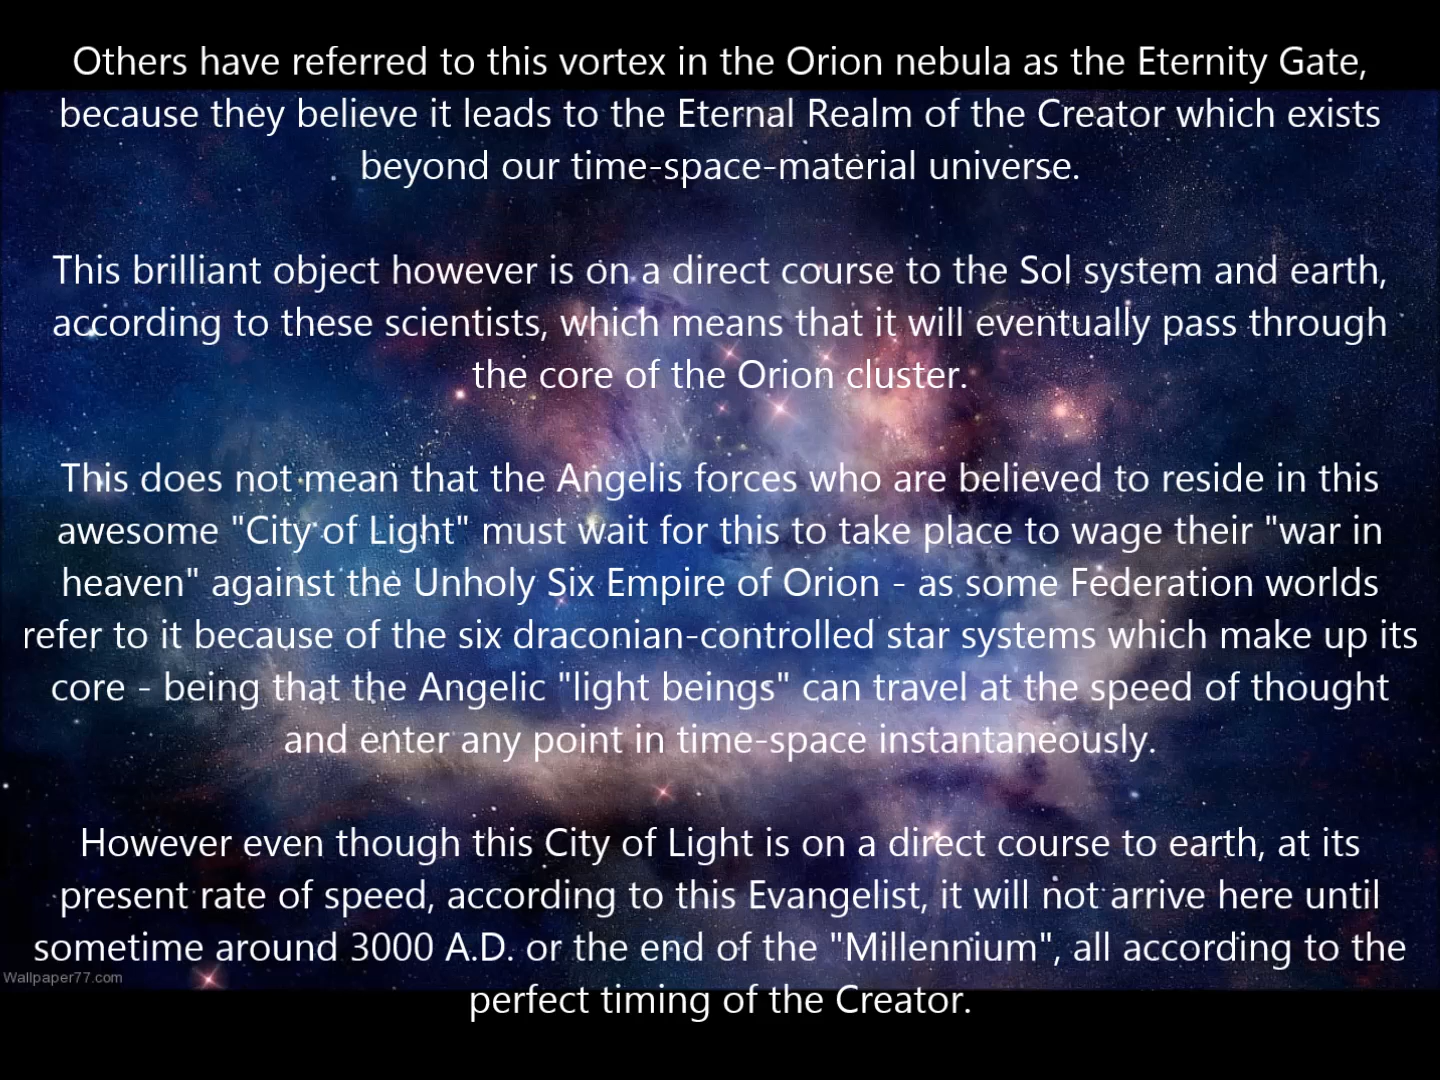 Others have referred to this vortex in the Orion nebula as the Eternity Gate,
because they believe it leads to the Eternal Realm of the Creator which exists
beyond our time-space-material universe.
This brilliant object however is on a direct course to the Sol system and earth,
according to these scientists, which means that it will eventually pass through
the core of the Orion cluster.
This does not mean that the Angelis forces who are believed to reside in this
awesome "City of Light" must wait for this to take place to wage their "war in
heaven" against the Unholy Six Empire of Orion - as some Federation worlds
refer to it because of the six draconian-controlled star systems which make up its
core - being that the Angelic "light beings" can travel at the speed of thought
and enter any point in time-space instantaneously.
However even though this City of Light is on a direct course to earth, at its
present rate of speed, according to this Evangelist, it will not arrive here until
sometime around 3000 A.D. or the end of the "Millennium", all according to the
Wallpaper77.com
perfect timing of the Creator.